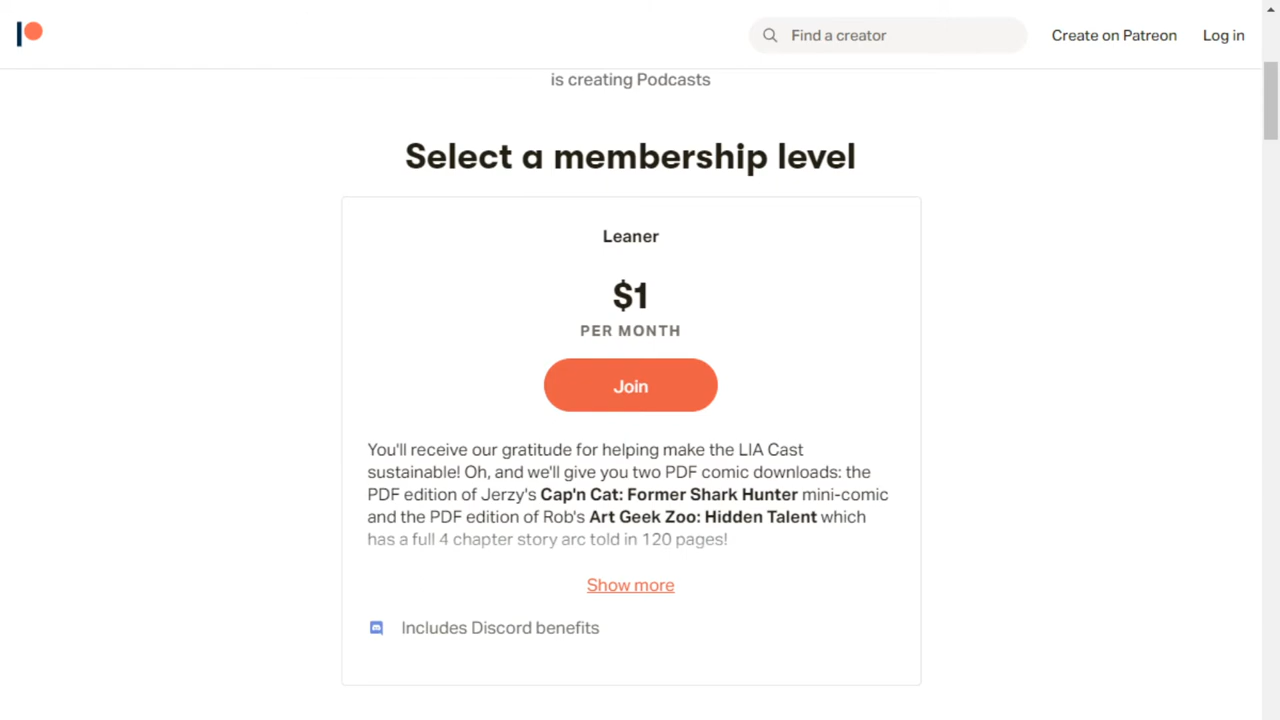 Find a creator
Create on Patreon
Log in
is creating Podcasts
Select a membership level
Leaner
$1
PER MONTH
Join
You'll receive our gratitude for helping make the LIA Cast
sustainable! Oh, and we'll give you two PDF comic downloads: the
PDF edition of Jerzy's Cap'n Cat: Former Shark Hunter mini-comic
and the PDF edition of Rob's Art Geek Zoo: Hidden Talent which
has a full 4 chapter story arc told in 120 pages!
Show more
Includes Discord benefits